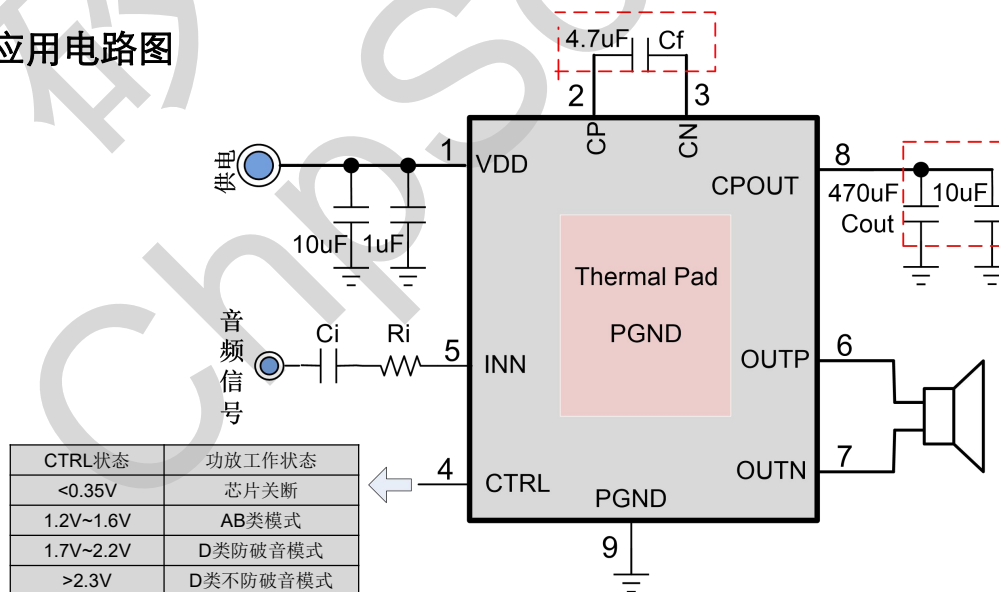 应用电路图
4.7uF Cf
2 3
CP CN
供电
1 VDD
8
CPOUT
470uF 10uF
Cout
10uF 1uF
Thermal Pad
PGND
音频信号
Ci Ri
5 INN
OUTP 6
OUTN 7
4 CTRL
PGND
9
CTRL状态 功放工作状态
<0.35V 芯片关断
1.2V~1.6V AB类模式
1.7V~2.2V D类防破音模式
>2.3V D类不防破音模式